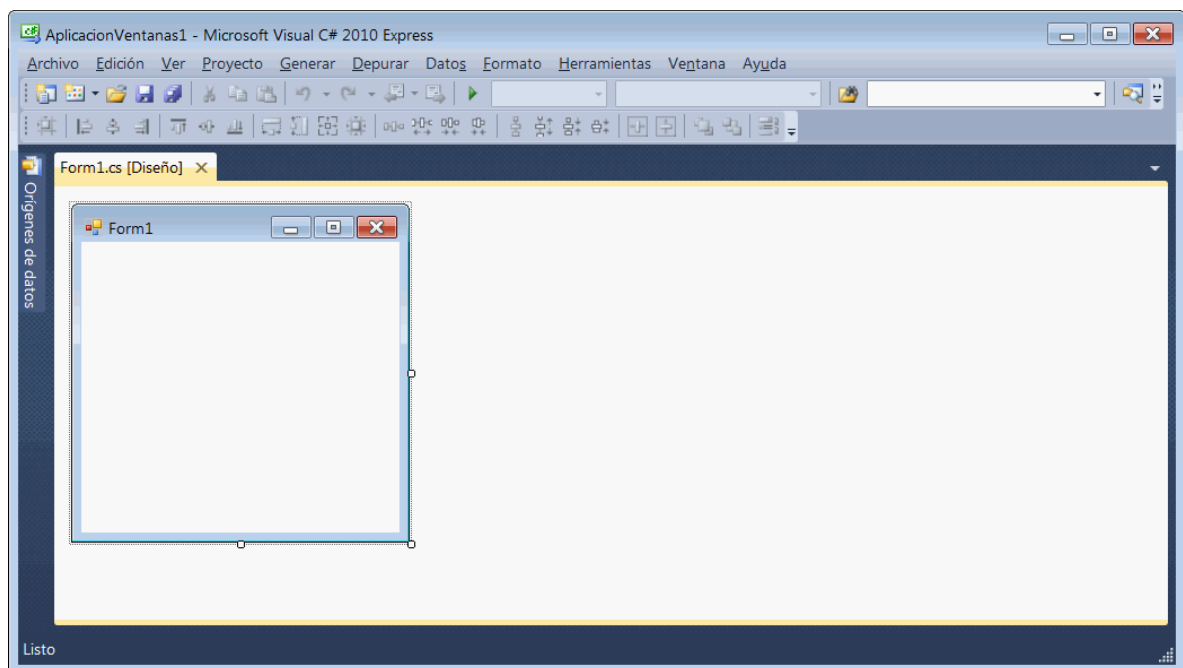 AplicacionVentanas1 - Microsoft Visual C# 2010 Express
Archivo Edición Ver Proyecto Generar Depurar Datos Formato Herramientas Ventana Ayuda
Form1.cs [Diseño]
Orígenes de datos
Form1
Listo